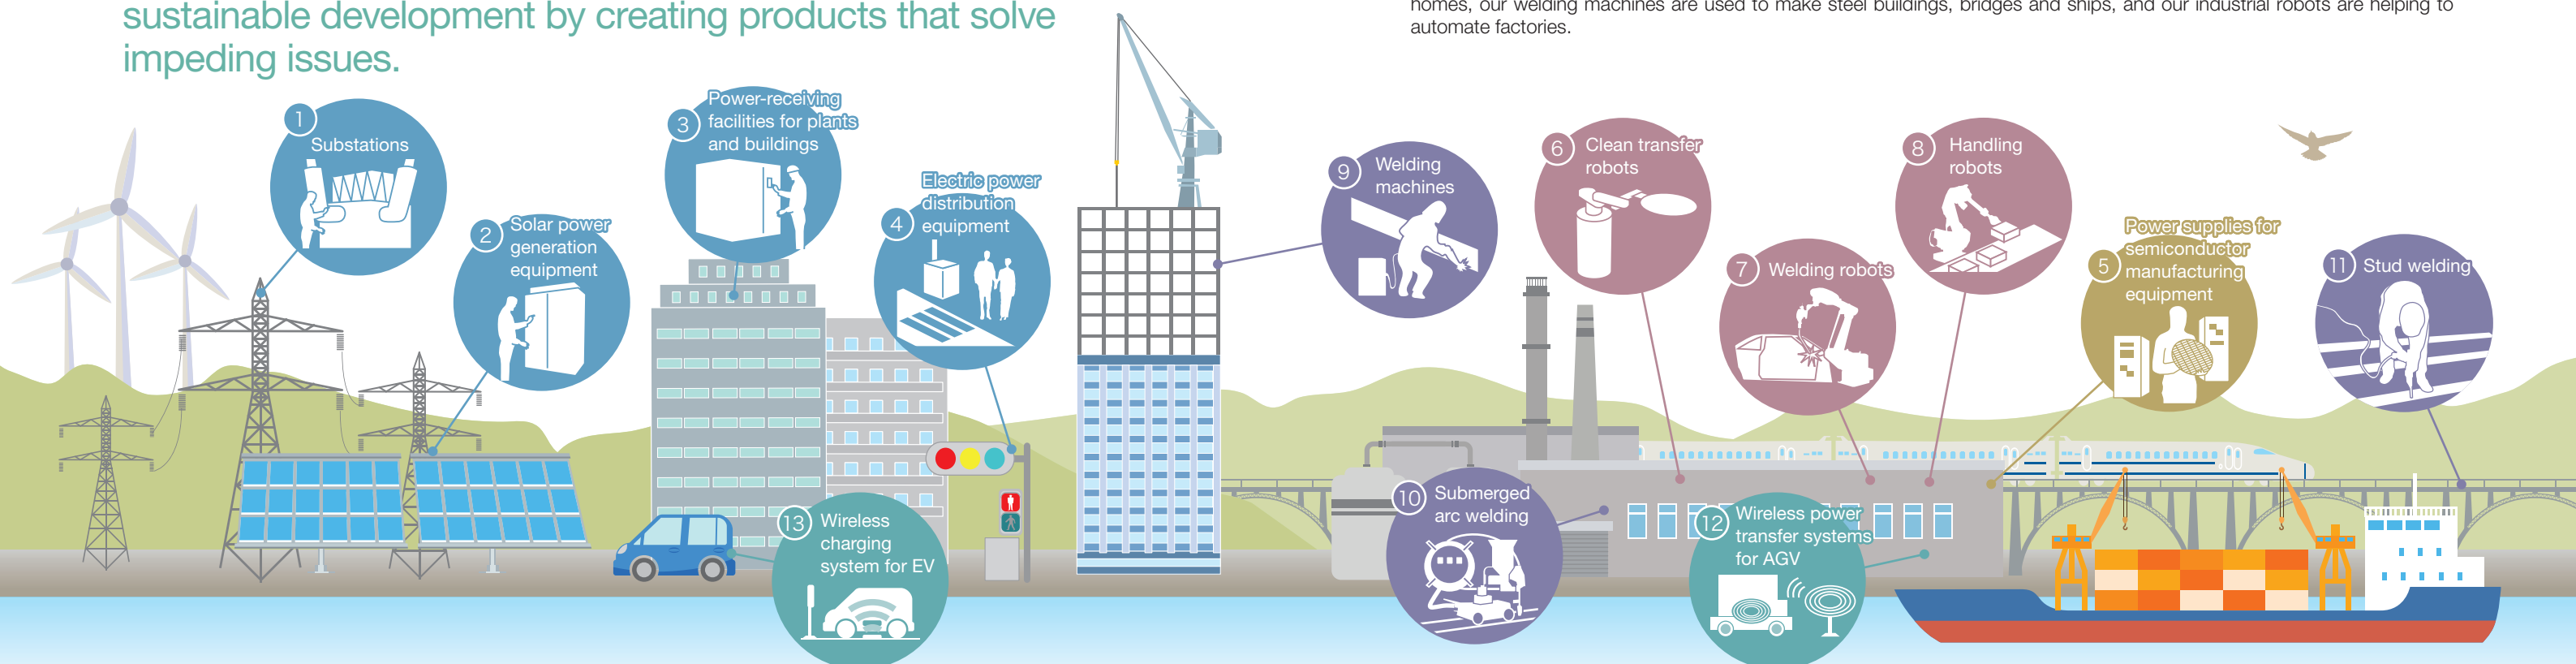 sustainable development by creating products that solve
impeding issues.
homes, our welding machines are used to make steel buildings, bridges and ships, and our industrial robots are helping to
automate factories.
1
Substations
2
Solar power
generation
equipment
3
Power-receiving
facilities for plants
and buildings
4
Electric power
distribution
equipment
9
Welding
machines
6
Clean transfer
robots
7
Welding robots
8
Handling
robots
5
Power supplies for
semiconductor
manufacturing
equipment
11
Stud welding
13
Wireless
charging
system for EV
10
Submerged
arc welding
12
Wireless power
transfer systems
for AGV